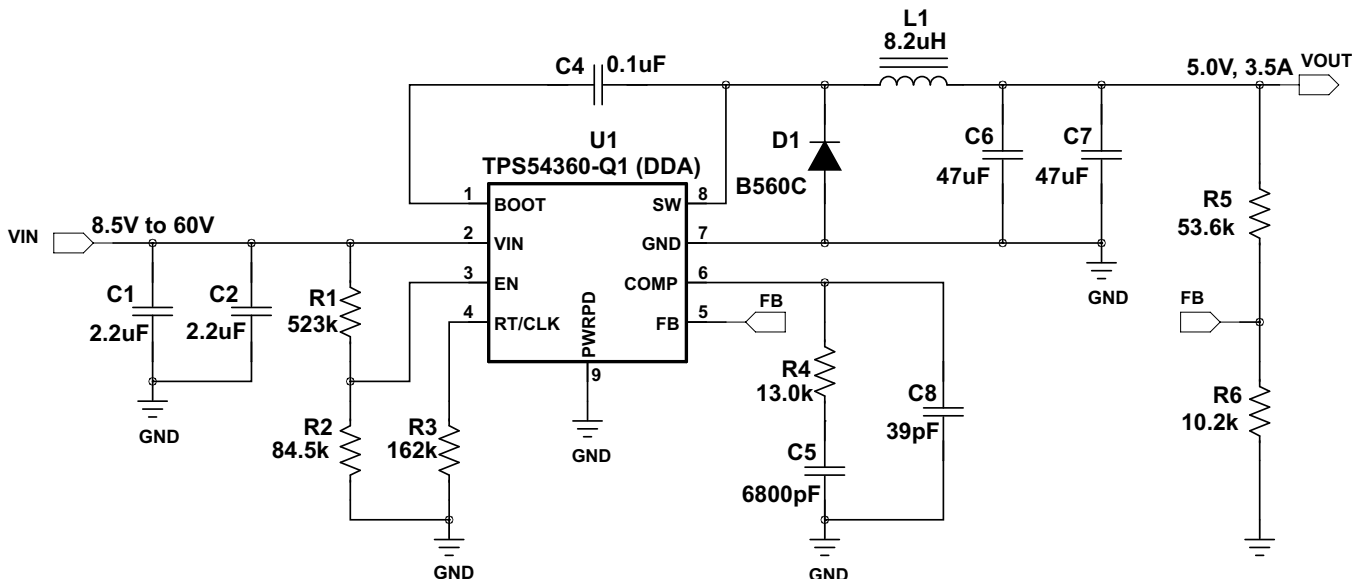 L1
8.2uH
C4
0.1uF
5.0V, 3.5A
VOUT
U1
TPS54360-Q1 (DDA)
D1
B560C
C6
47uF
C7
47uF
1
BOOT
SW
8
R5
53.6k
VIN
8.5V to 60V
2
VIN
GND
7
GND
3
EN
COMP
6
C1
2.2uF
C2
2.2uF
R1
523k
4
RT/CLK
FB
5
FB
FB
PWRPD
9
R4
13.0k
C8
39pF
R6
10.2k
GND
R2
84.5k
R3
162k
GND
C5
6800pF
GND
GND